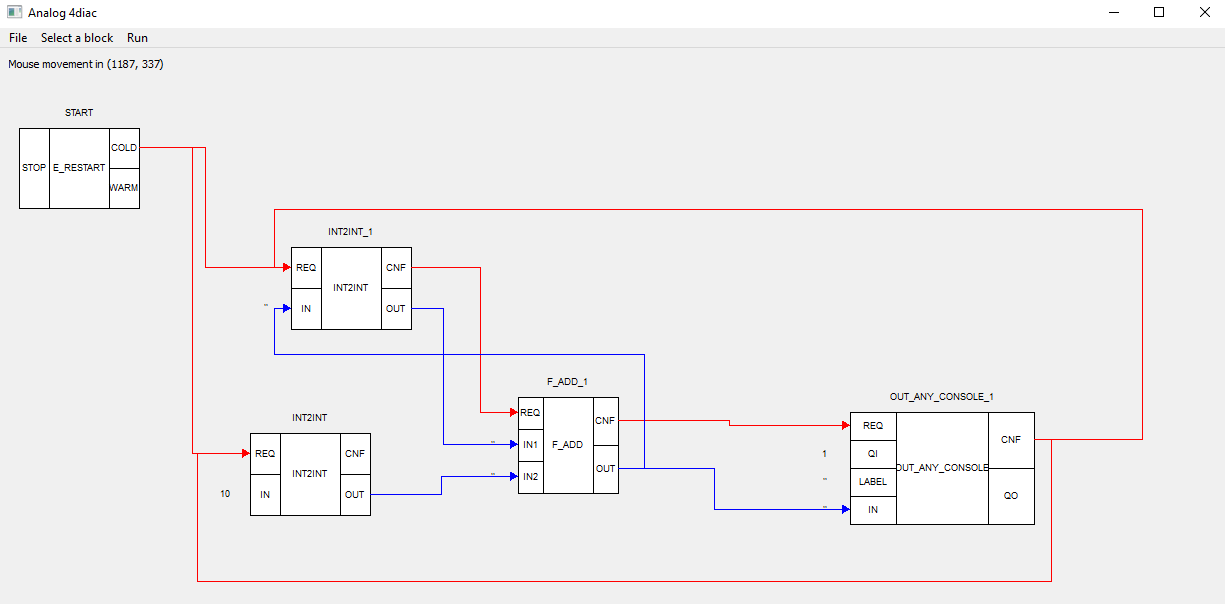 Analog 4diac
File Select a block Run
Mouse movement in (1187, 337)
START
STOP E_RESTART COLD
WARM
INT2INT_1
REQ INT2INT CNF
" IN OUT
F_ADD_1
REQ F_ADD CNF
" IN1
" IN2 OUT
INT2INT
REQ INT2INT CNF
10 IN OUT
OUT_ANY_CONSOLE_1
REQ OUT_ANY_CONSOLE CNF
1 QI
" LABEL QO
" IN